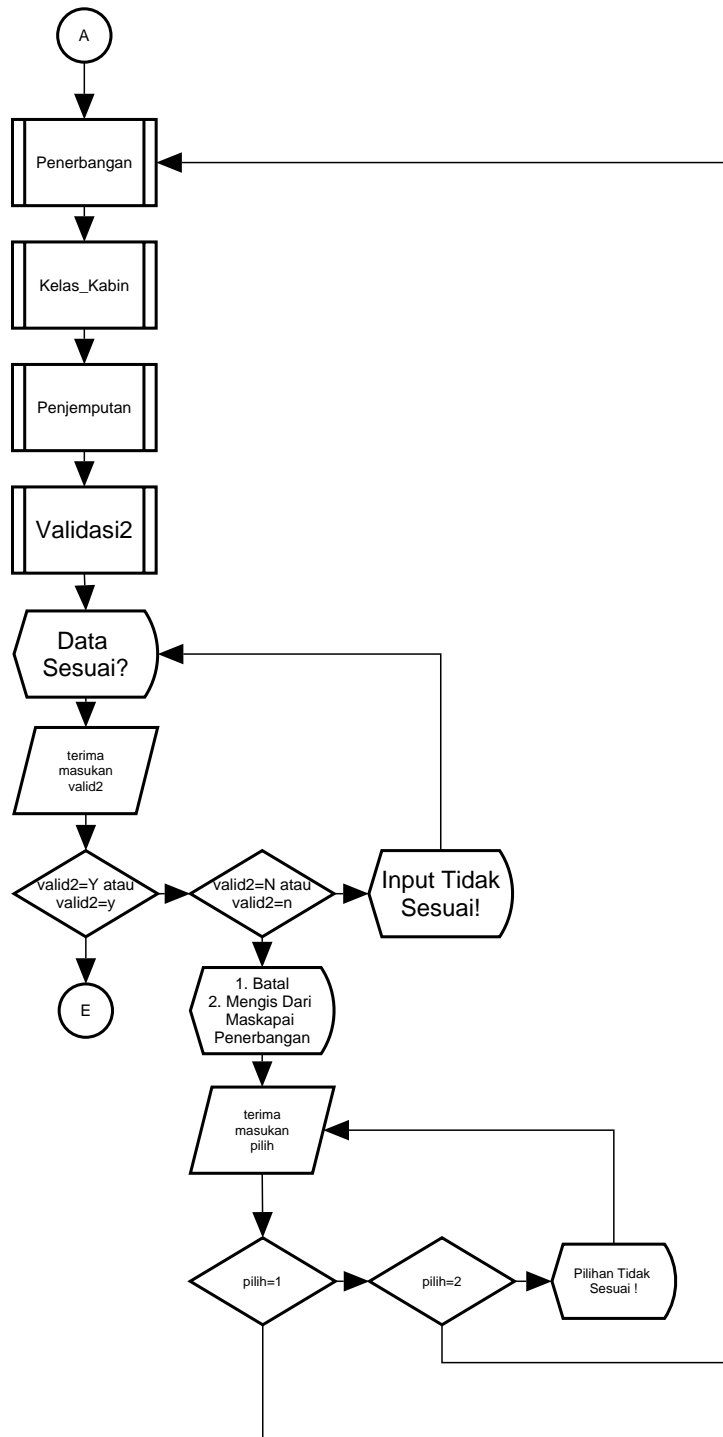 A
Penerbangan
Kelas_Kabin
Penjemputan
Validasi2
Data
Sesuai?
terima
masukan
valid2
valid2=Y atau
valid2=y
valid2=N atau
valid2=n
Input Tidak
Sesuai!
E
1. Batal
2. Mengis Dari
Maskapai
Penerbangan
terima
masukan
pilih
pilih=1
pilih=2
Pilihan Tidak
Sesuai !